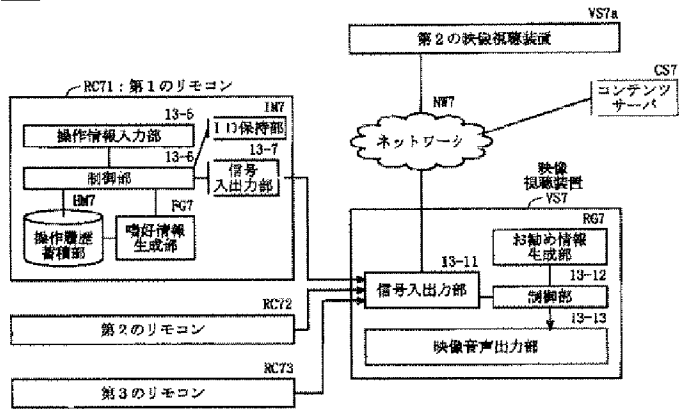 VS7a
第2の映像視聴装置
RC71：第1のリモコン
CS7
コンテンツ
サーバ
NW7
ネットワーク
13-5
操作情報入力部
IM7
ID保持部
13-6
制御部
13-7
信号
入出力部
HM7
操作履歴
蓄積部
PG7
嗜好情報
生成部
映像
視聴装置
VS7
RG7
お勧め情報
生成部
13-11
信号入出力部
13-12
制御部
13-13
映像音声出力部
RC72
第2のリモコン
RC73
第3のリモコン